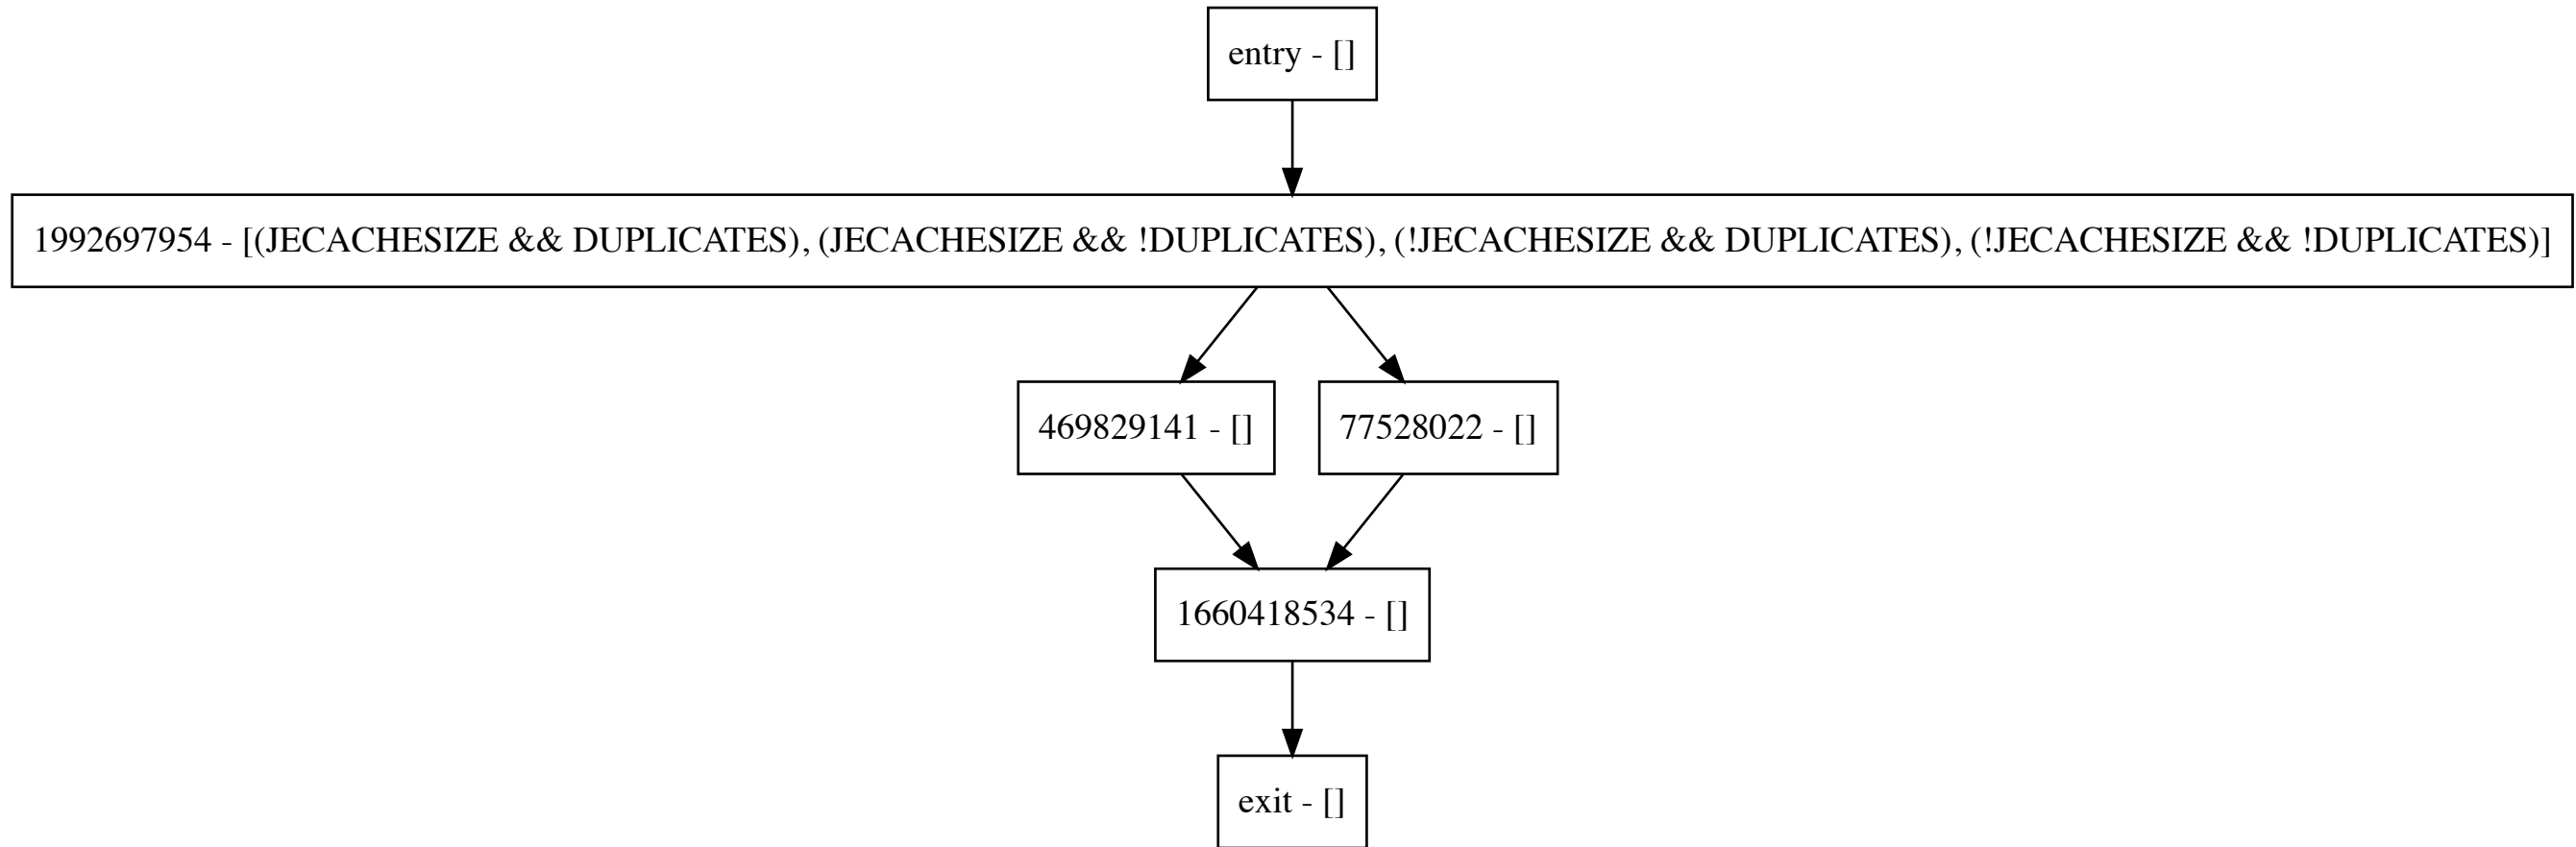 entry - []
1992697954 - [(JECACHESIZE && DUPLICATES), (JECACHESIZE && !DUPLICATES), (!JECACHESIZE && DUPLICATES), (!JECACHESIZE && !DUPLICATES)]
469829141 - []
77528022 - []
1660418534 - []
exit - []